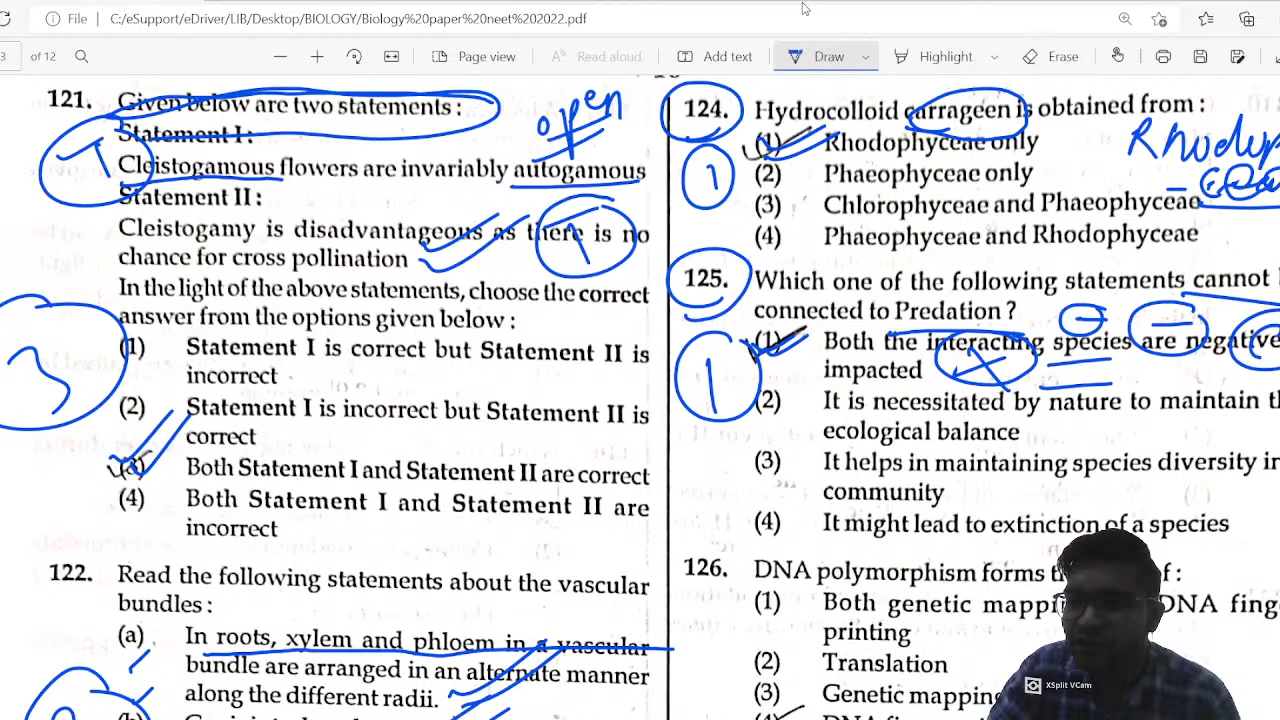 File C:/eSupport/eDriver/LIB/Desktop/BIOLOGY/Biology%20paper%20neet%202022.pdf
3 of 12 Page view Read aloud Add text Draw Highlight Erase
121. Given below are two statements :
open
Statement I :
T
Cleistogamous flowers are invariably autogamous
Statement II :
Cleistogamy is disadvantageous as there is no
T
chance for cross pollination
In the light of the above statements, choose the correct
answer from the options given below :
3
(1) Statement I is correct but Statement II is
incorrect
(2) Statement I is incorrect but Statement II is
correct
(3) Both Statement I and Statement II are correct
(4) Both Statement I and Statement II are
incorrect
122. Read the following statements about the vascular
bundles :
(a) In roots, xylem and phloem in a vascular
bundle are arranged in an alternate manner
along the different radii.
124. Hydrocolloid carrageen is obtained from :
(1) Rhodophyceae only
1
(2) Phaeophyceae only
(3) Chlorophyceae and Phaeophyceae
(4) Phaeophyceae and Rhodophyceae
125. Which one of the following statements cannot
connected to Predation ?
(1) Both the interacting species are negative
impacted
1
(2) It is necessitated by nature to maintain
ecological balance
(3) It helps in maintaining species diversity in
community
(4) It might lead to extinction of a species
126. DNA polymorphism forms of :
(1) Both genetic DNA
printing
(2) Translation
(3) Genetic mapping
XSplit VCam